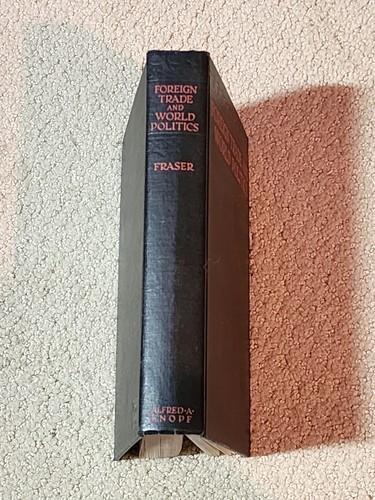 FOREIGN
TRADE
AND
WORLD
POLITICS
FRASER
ALFRED·A·
KNOPF